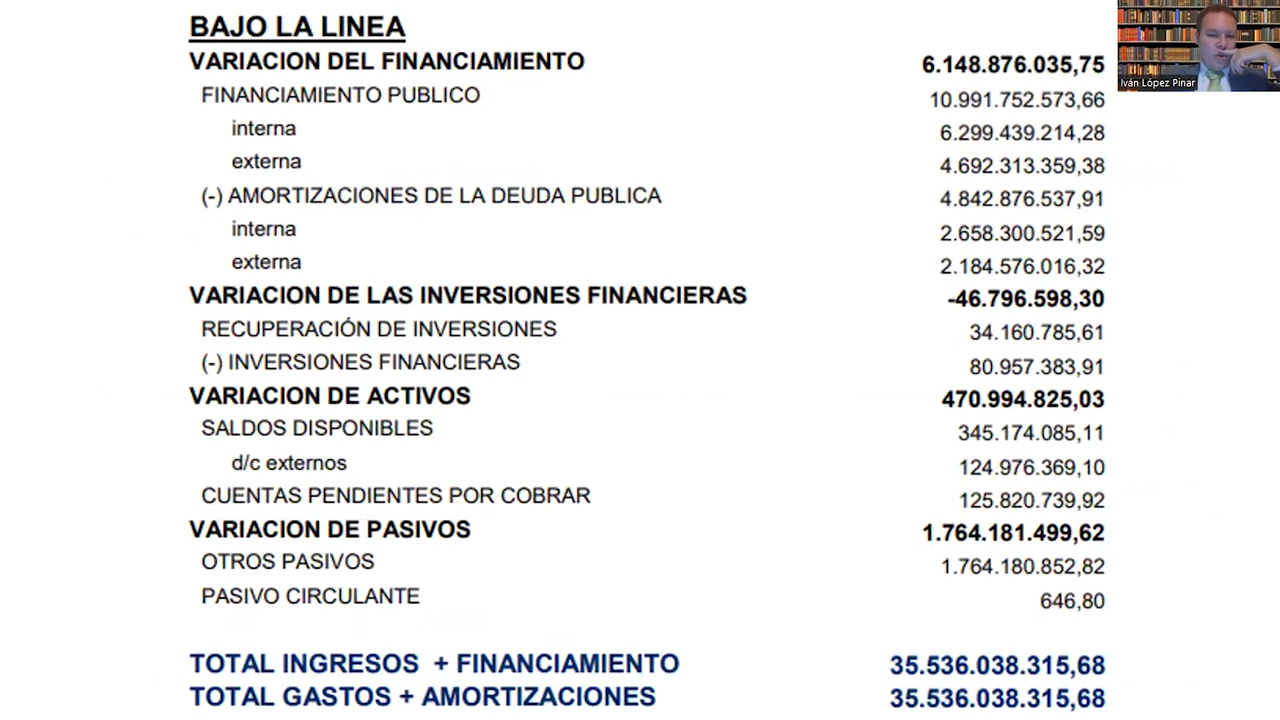 BAJO LA LINEA
VARIACION DEL FINANCIAMIENTO 6.148.876.035,75
FINANCIAMIENTO PUBLICO 10.991.752.573,66
interna 6.299.439.214,28
externa 4.692.313.359,38
(-) AMORTIZACIONES DE LA DEUDA PUBLICA 4.842.876.537,91
interna 2.658.300.521,59
externa 2.184.576.016,32
VARIACION DE LAS INVERSIONES FINANCIERAS -46.796.598,30
RECUPERACIÓN DE INVERSIONES 34.160.785,61
(-) INVERSIONES FINANCIERAS 80.957.383,91
VARIACION DE ACTIVOS 470.994.825,03
SALDOS DISPONIBLES 345.174.085,11
d/c externos 124.976.369,10
CUENTAS PENDIENTES POR COBRAR 125.820.739,92
VARIACION DE PASIVOS 1.764.181.499,62
OTROS PASIVOS 1.764.180.852,82
PASIVO CIRCULANTE 646,80
TOTAL INGRESOS + FINANCIAMIENTO 35.536.038.315,68
TOTAL GASTOS + AMORTIZACIONES 35.536.038.315,68
Iván López Pinar